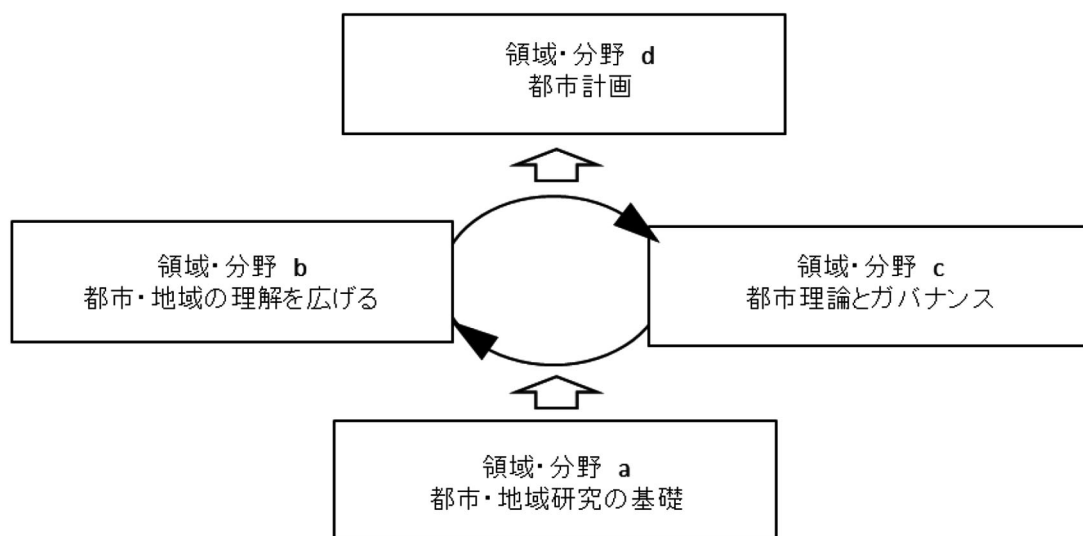 領域・分野 d
都市計画
領域・分野 b
都市・地域の理解を広げる
領域・分野 c
都市理論とガバナンス
領域・分野 a
都市・地域研究の基礎